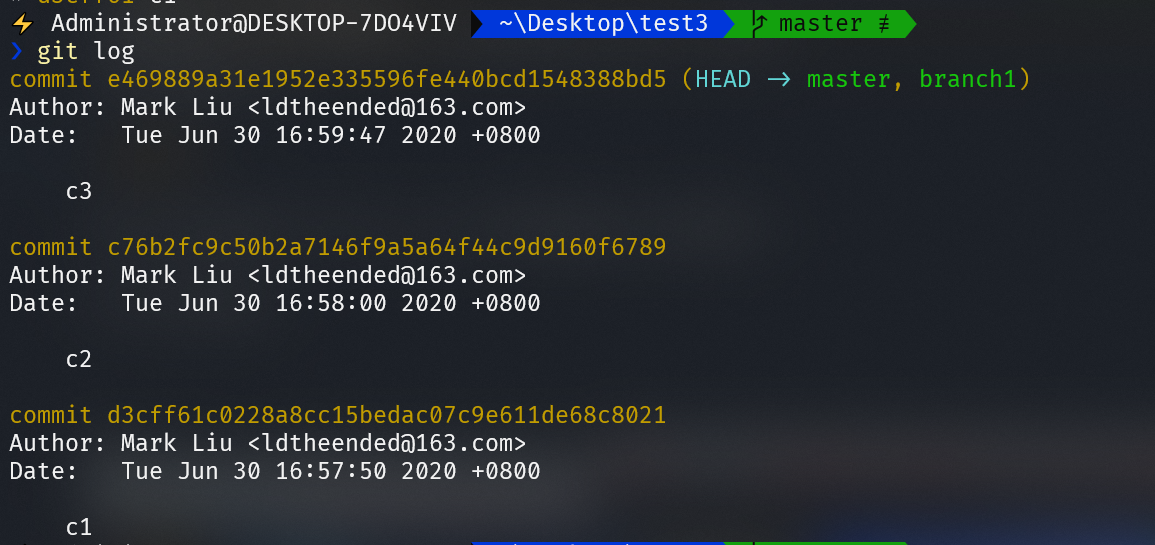 ⚡ Administrator@DESKTOP-7DO4VIV ~\Desktop\test3 master ≢
❯ git log
commit e469889a31e1952e335596fe440bcd1548388bd5 (HEAD -> master, branch1)
Author: Mark Liu <ldtheended@163.com>
Date:   Tue Jun 30 16:59:47 2020 +0800
c3
commit c76b2fc9c50b2a7146f9a5a64f44c9d9160f6789
Author: Mark Liu <ldtheended@163.com>
Date:   Tue Jun 30 16:58:00 2020 +0800
c2
commit d3cff61c0228a8cc15bedac07c9e611de68c8021
Author: Mark Liu <ldtheended@163.com>
Date:   Tue Jun 30 16:57:50 2020 +0800
c1